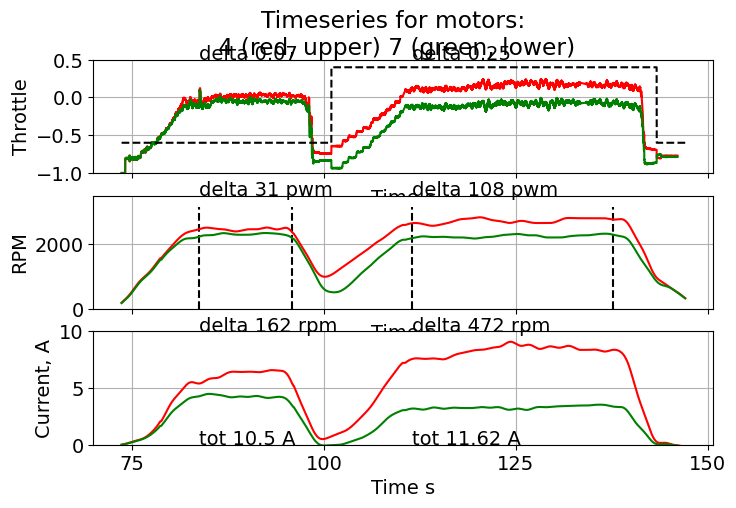 Timeseries for motors:
4 (red, upper) 7 (green, lower)
delta 0.07
delta 0.25
0.5
0.0
−0.5
−1.0
Throttle
delta 31 pwm
delta 108 pwm
2000
0
RPM
delta 162 rpm
delta 472 rpm
10
5
0
Current, A
tot 10.5 A
tot 11.62 A
75
100
125
150
Time s